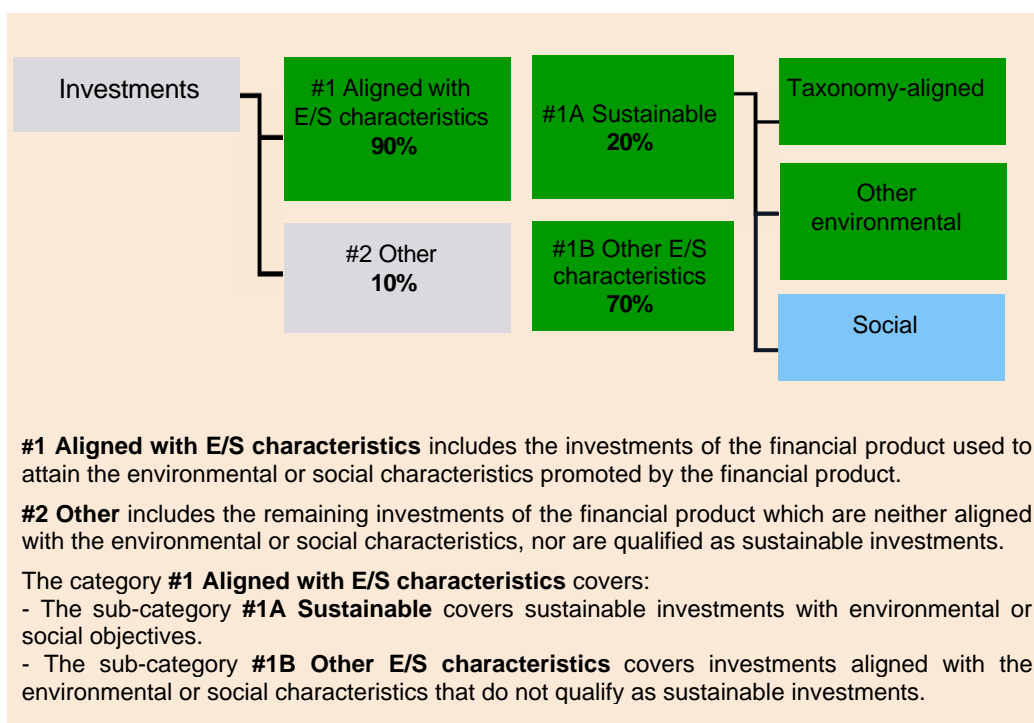 Investments
#1 Aligned with
E/S characteristics
90%
#2 Other
10%
#1A Sustainable
20%
#1B Other E/S
characteristics
70%
Taxonomy-aligned
Other
environmental
Social
#1 Aligned with E/S characteristics includes the investments of the financial product used to
attain the environmental or social characteristics promoted by the financial product.
#2 Other includes the remaining investments of the financial product which are neither aligned
with the environmental or social characteristics, nor are qualified as sustainable investments.
The category #1 Aligned with E/S characteristics covers:
- The sub-category #1A Sustainable covers sustainable investments with environmental or
social objectives.
- The sub-category #1B Other E/S characteristics covers investments aligned with the
environmental or social characteristics that do not qualify as sustainable investments.